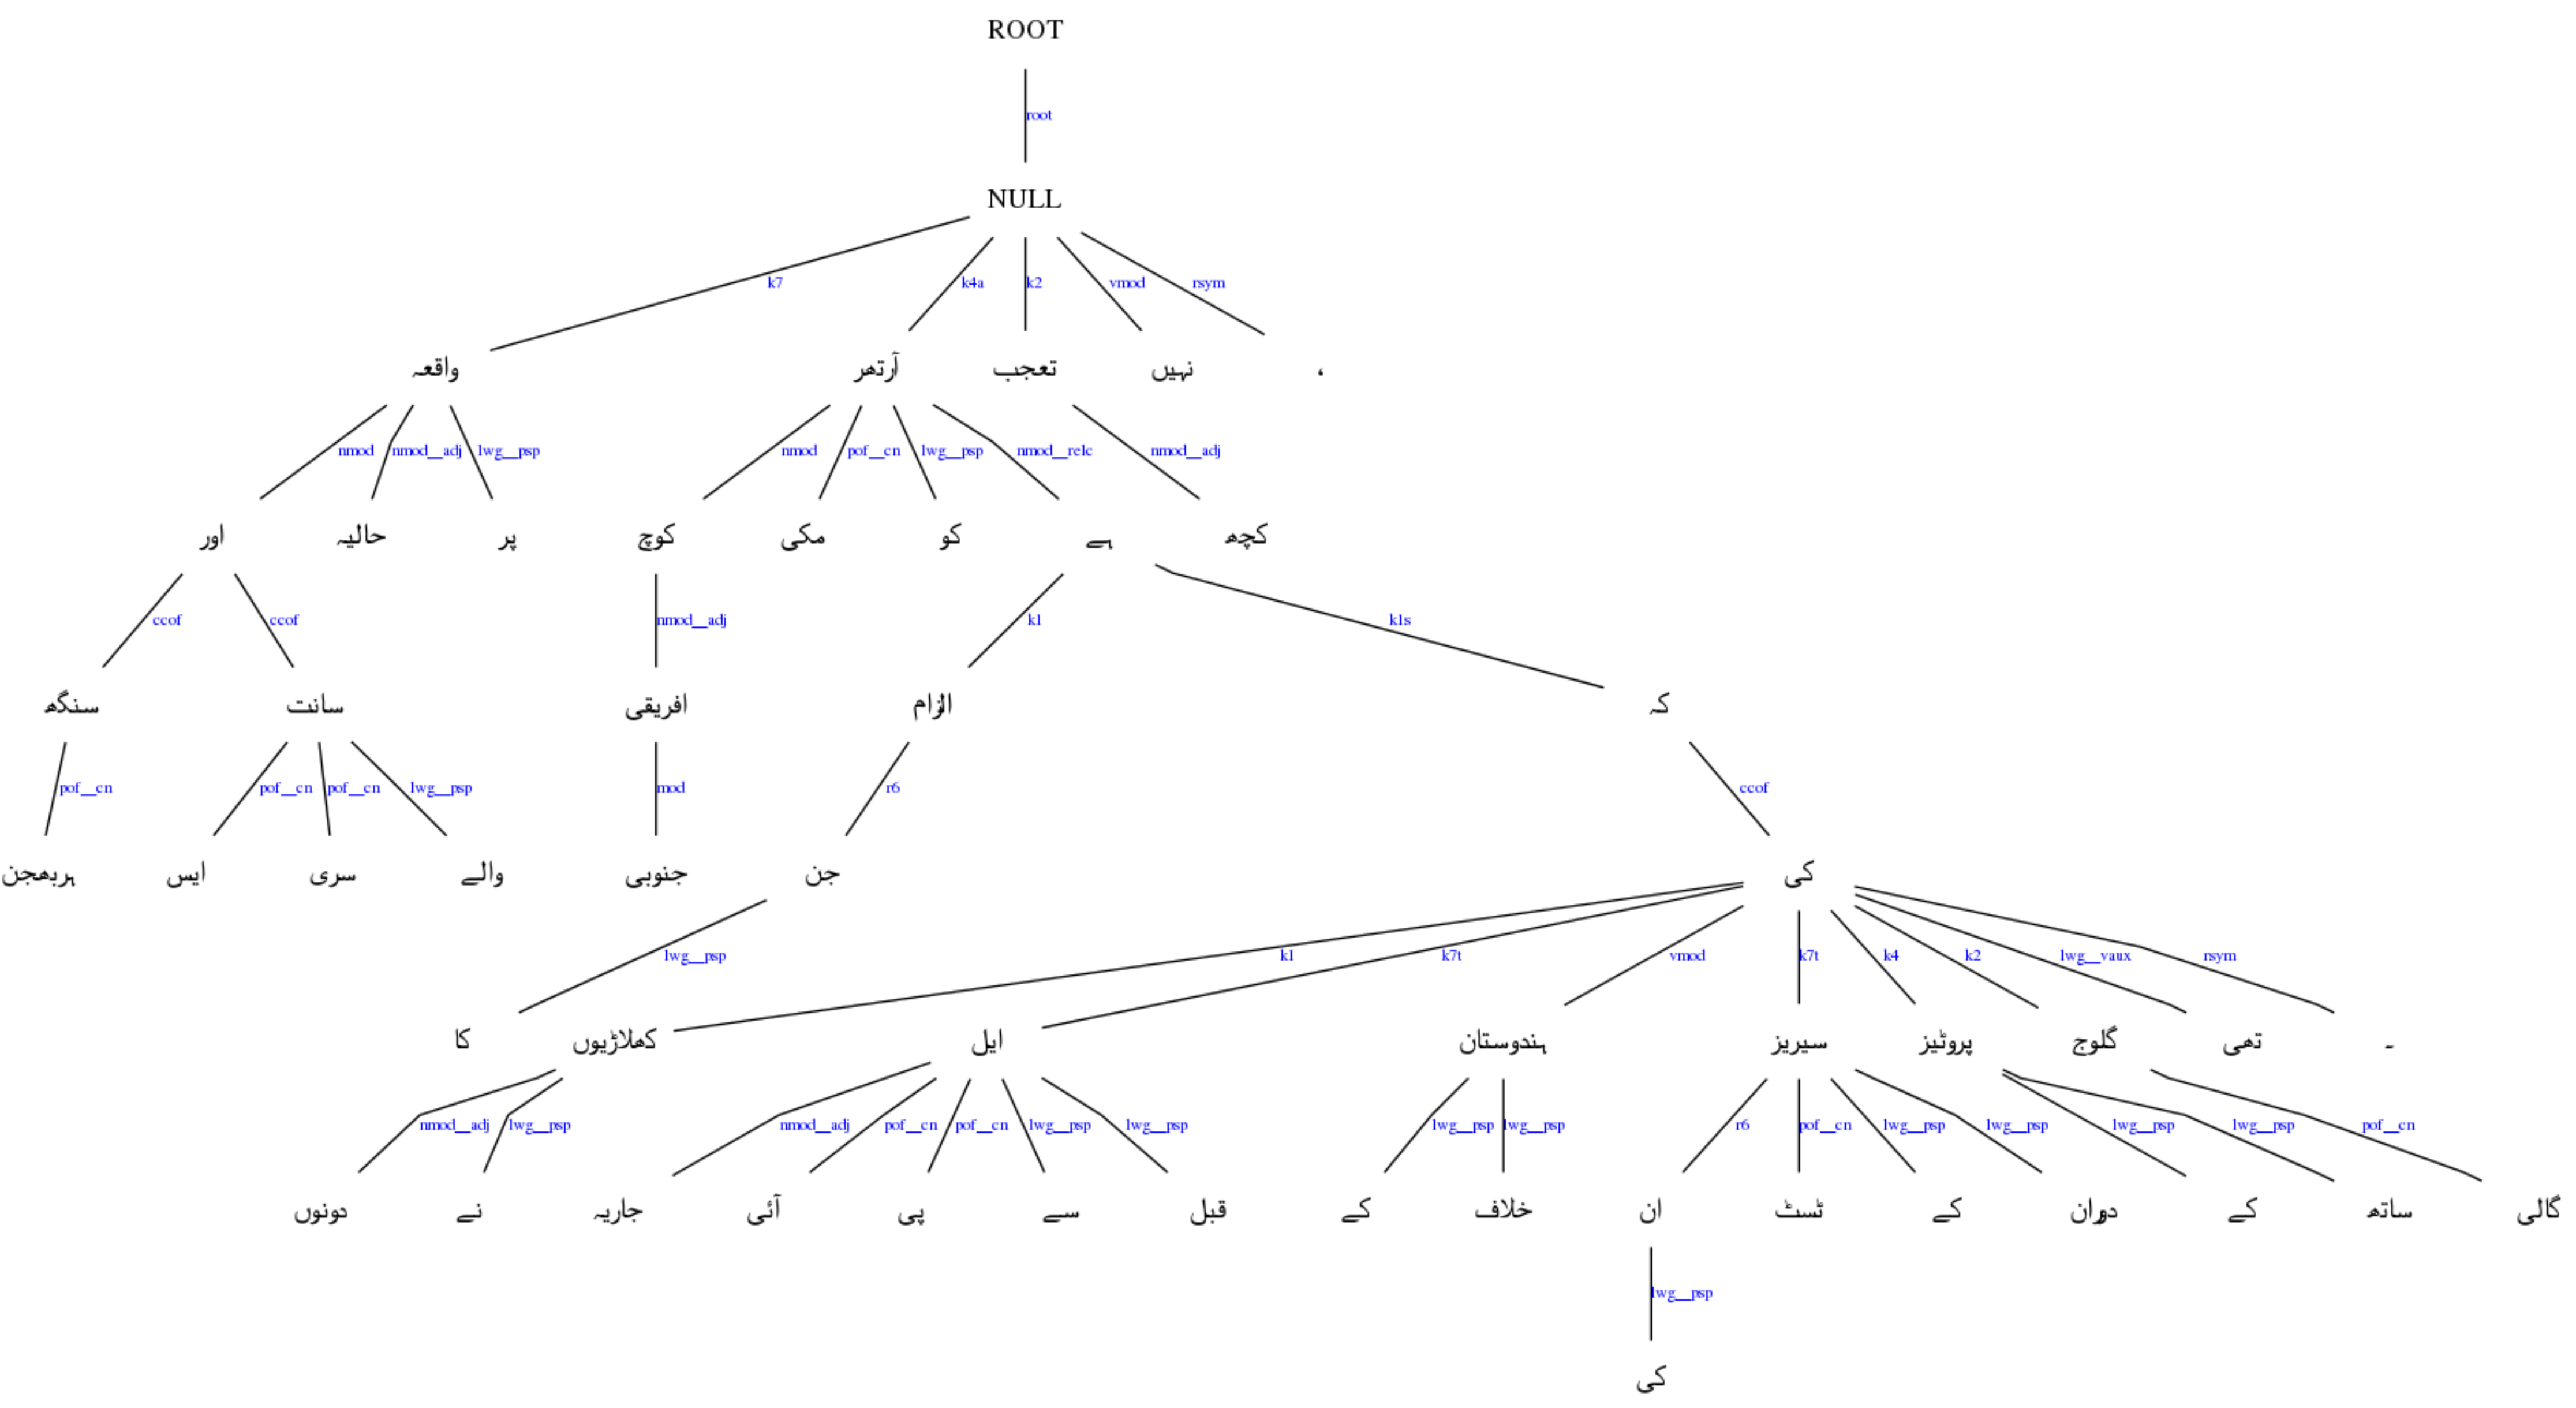 ROOT
root
NULL
k7 k4a k2 vmod rsym
واقعہ آرتھر تعجب نہیں ،
nmod nmod__adj lwg__psp nmod pof__cn lwg__psp nmod__relc nmod__adj
اور حالیہ پر کوچ مکی کو ہے کچھ
ccof ccof nmod__adj k1 k1s
سنگھ سانت افریقی الزام کہ
pof__cn pof__cn pof__cn lwg__psp mod r6 ccof
ہربھجن ایس سری والے جنوبی جن کی
lwg__psp k1 k7t vmod k7t k4 k2 lwg__vaux rsym
کا کھلاڑیوں ایل ہندوستان سیریز پروٹیز گلوج تھی ۔
nmod__adj lwg__psp nmod__adj pof__cn pof__cn lwg__psp lwg__psp lwg__psp lwg__psp r6 pof__cn lwg__psp lwg__psp lwg__psp lwg__psp pof__cn
دونوں نے جاریہ آئی پی سے قبل کے خلاف ان ٹسٹ کے دوران کے ساتھ گالی
lwg__psp
کی